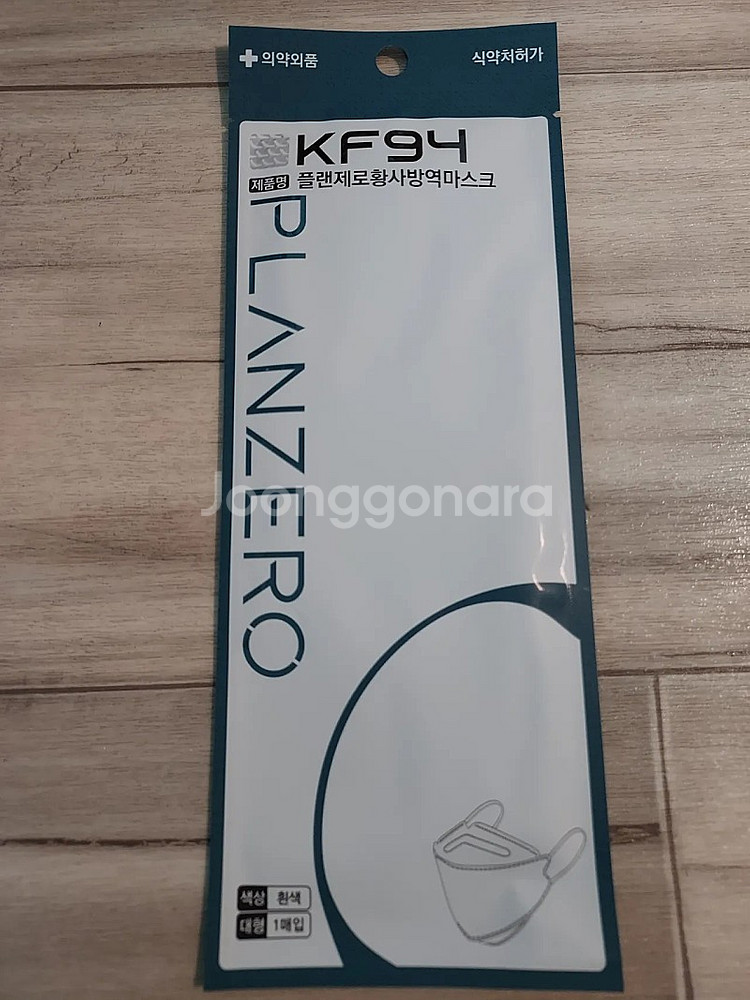 의약외품
식약처허가
KF94
제품명 플랜제로황사방역마스크
PLANZERO
Joonggonara
색상 흰색
대형 1매입